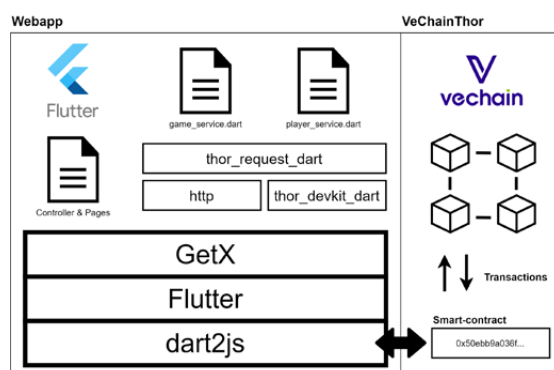 Webapp
VeChainThor
Flutter
game_service.dart
player_service.dart
vechain
Controller & Pages
thor_request_dart
http
thor_devkit_dart
GetX
Flutter
dart2js
Transactions
Smart-contract
0x50ebb9a036f...